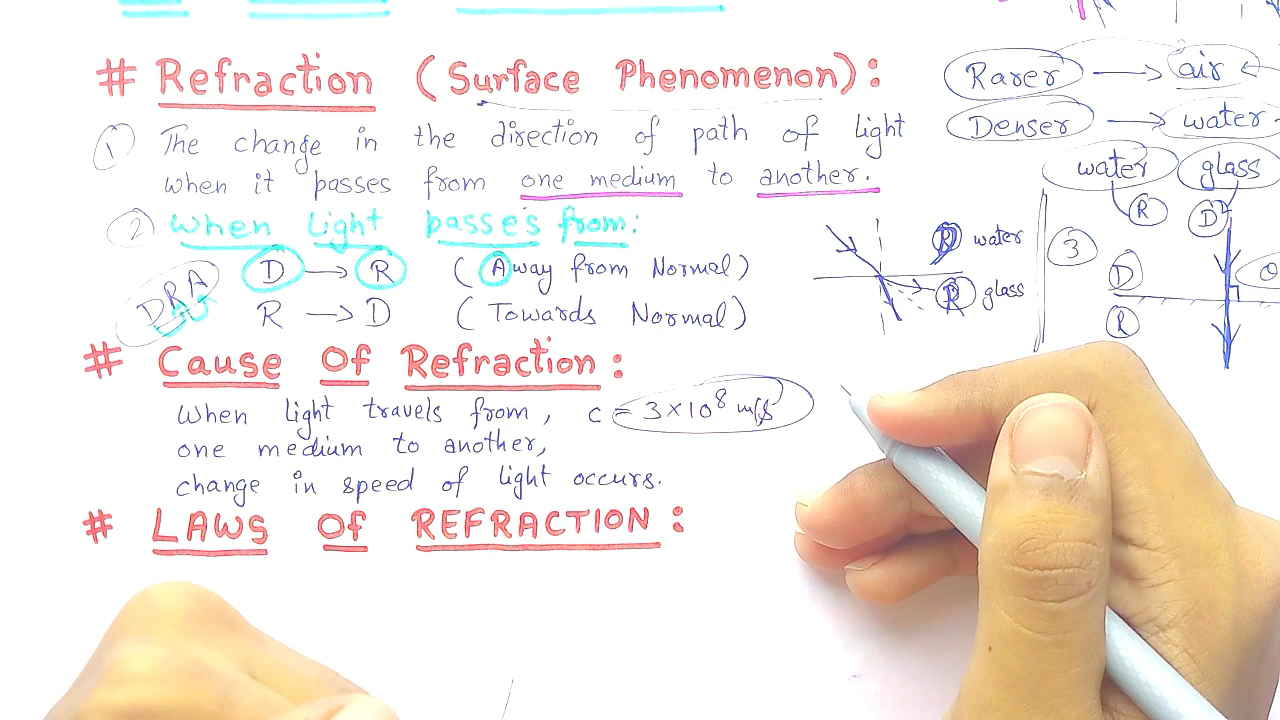 # Refraction (Surface Phenomenon):
① The change in the direction of path of light
when it passes from one medium to another.
② When light passes from:
D → R (Away from Normal)
DRA
R → D (Towards Normal)
# Cause Of Refraction:
When light travels from, c = 3×10⁸ m/s
one medium to another,
change in speed of light occurs.
# LAWS Of REFRACTION:
Rarer → air
Denser → water
water glass
R D
water
glass
③
D
R